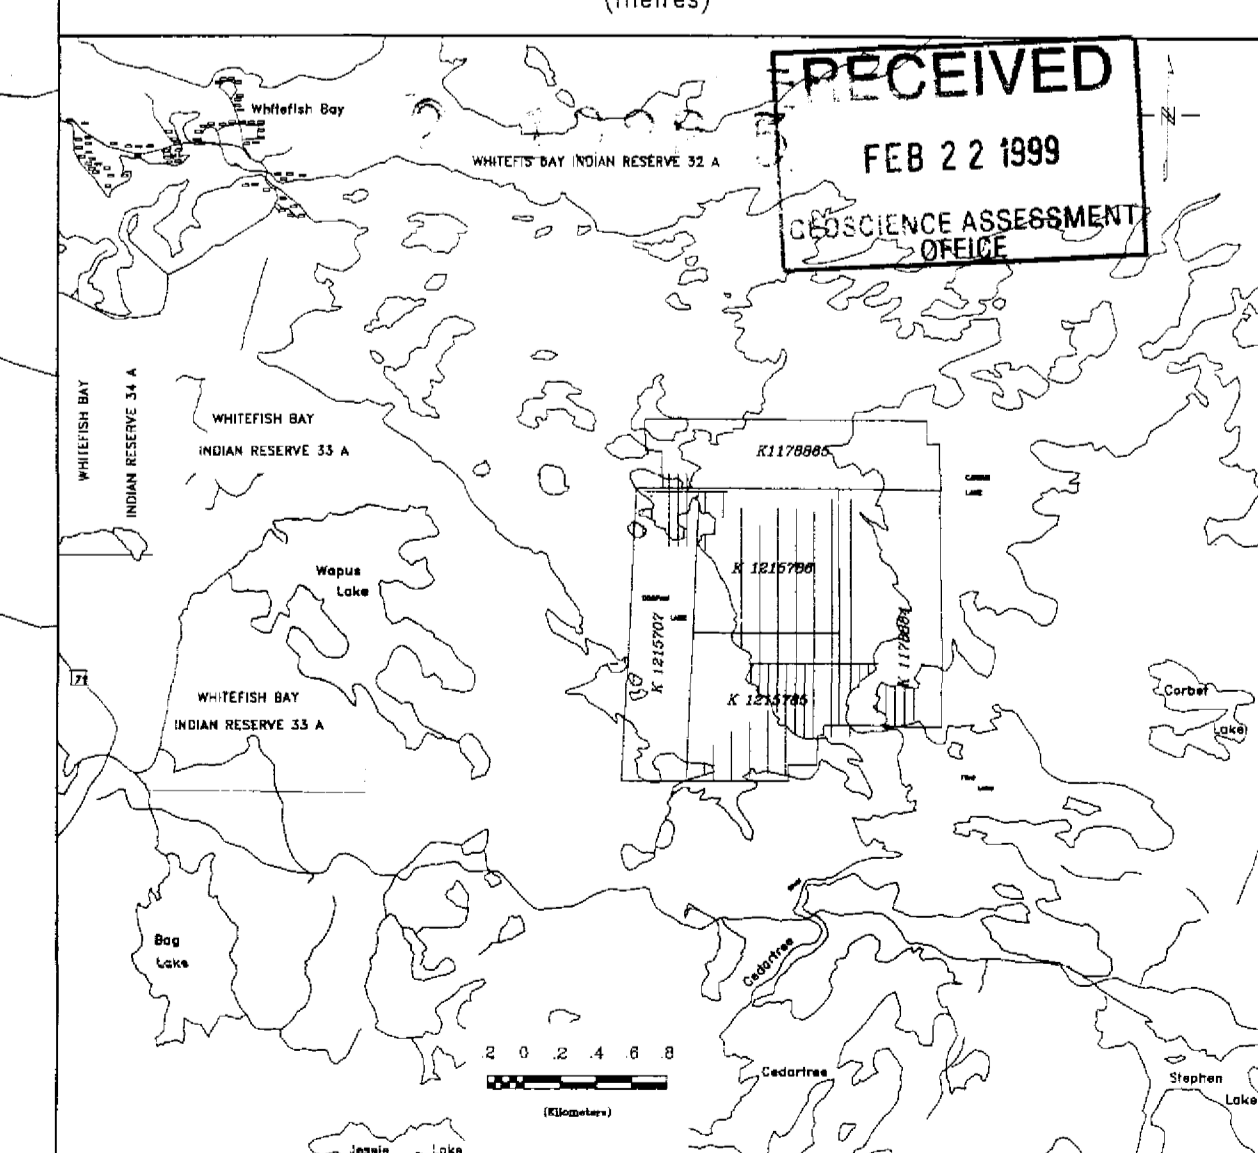 (metres)
RECEIVED
FEB 22 1999
GEOSCIENCE ASSESSMENT
OFFICE
N
Whitefish Bay
WHITEFIS BAY INDIAN RESERVE 32 A
WHITEFISH BAY
INDIAN RESERVE 34 A
WHITEFISH BAY
INDIAN RESERVE 33 A
K1178885
LAKE
Wapus
Lake
K 1215786
LAKE
K 1215707
K 1178884
71
WHITEFISH BAY
INDIAN RESERVE 33 A
K 1215785
Corbet
Lake
Bag
Lake
Cedartree
.2 0 .2 .4 .6 .8
(Kilometers)
Cedartree
Stephen
Lake
Jessie Lake